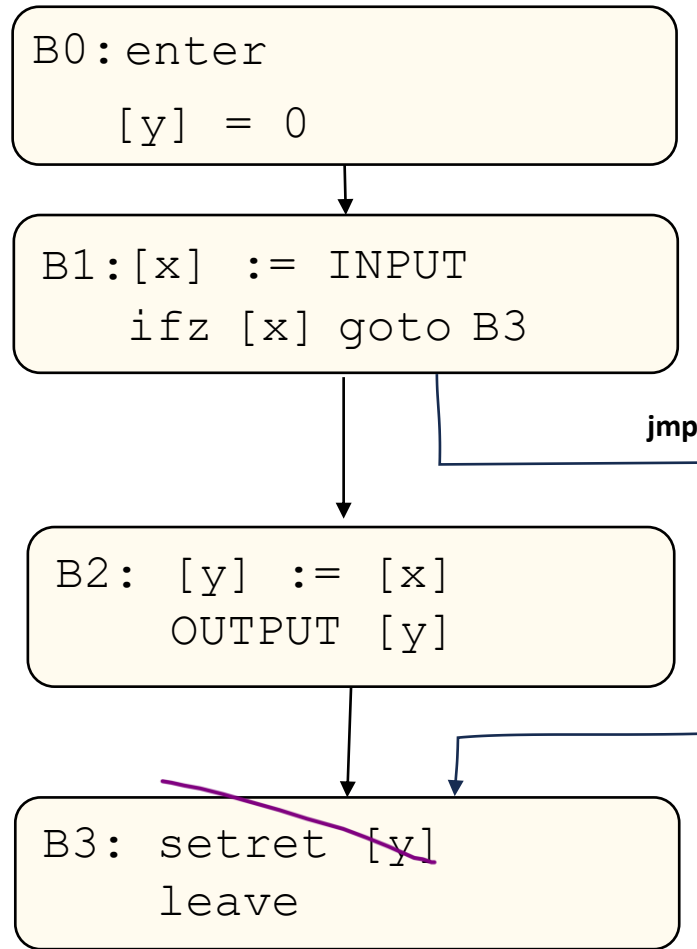 B0: enter
[y] = 0
B1:[x] := INPUT
ifz [x] goto B3
jmp
B2: [y] := [x]
OUTPUT [y]
B3: setret [y]
leave